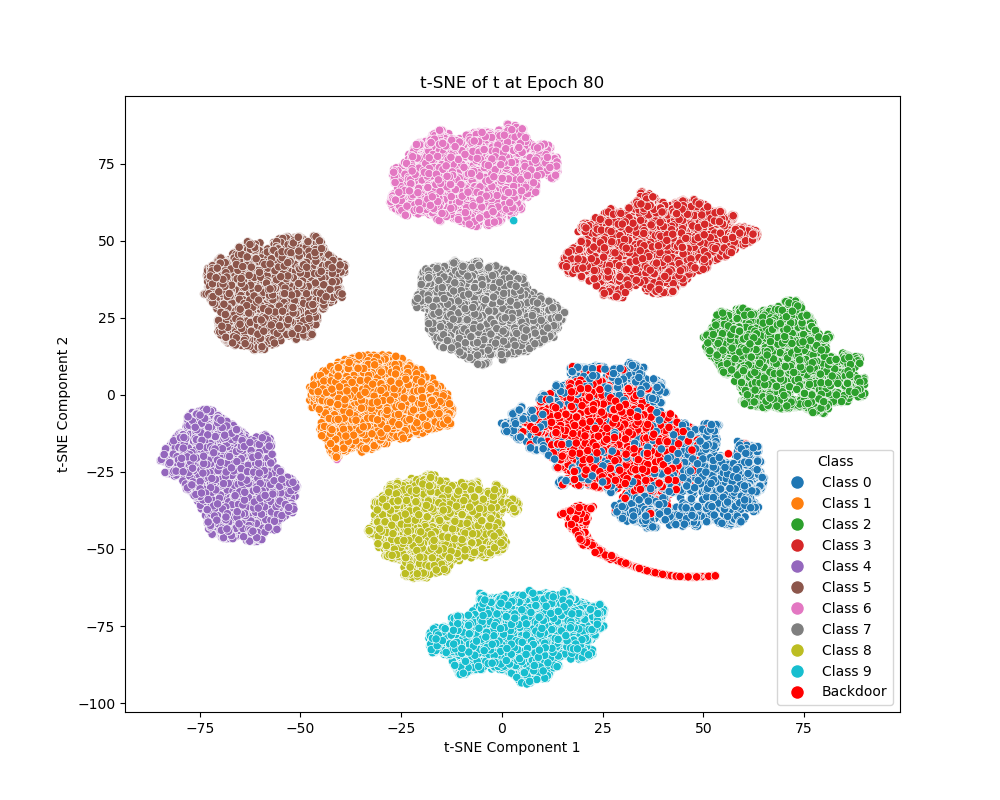 t-SNE of t at Epoch 80
t-SNE Component 2
75
50
25
0
−25
−50
−75
−100
−75
−50
−25
0
25
50
75
t-SNE Component 1
Class
Class 0
Class 1
Class 2
Class 3
Class 4
Class 5
Class 6
Class 7
Class 8
Class 9
Backdoor